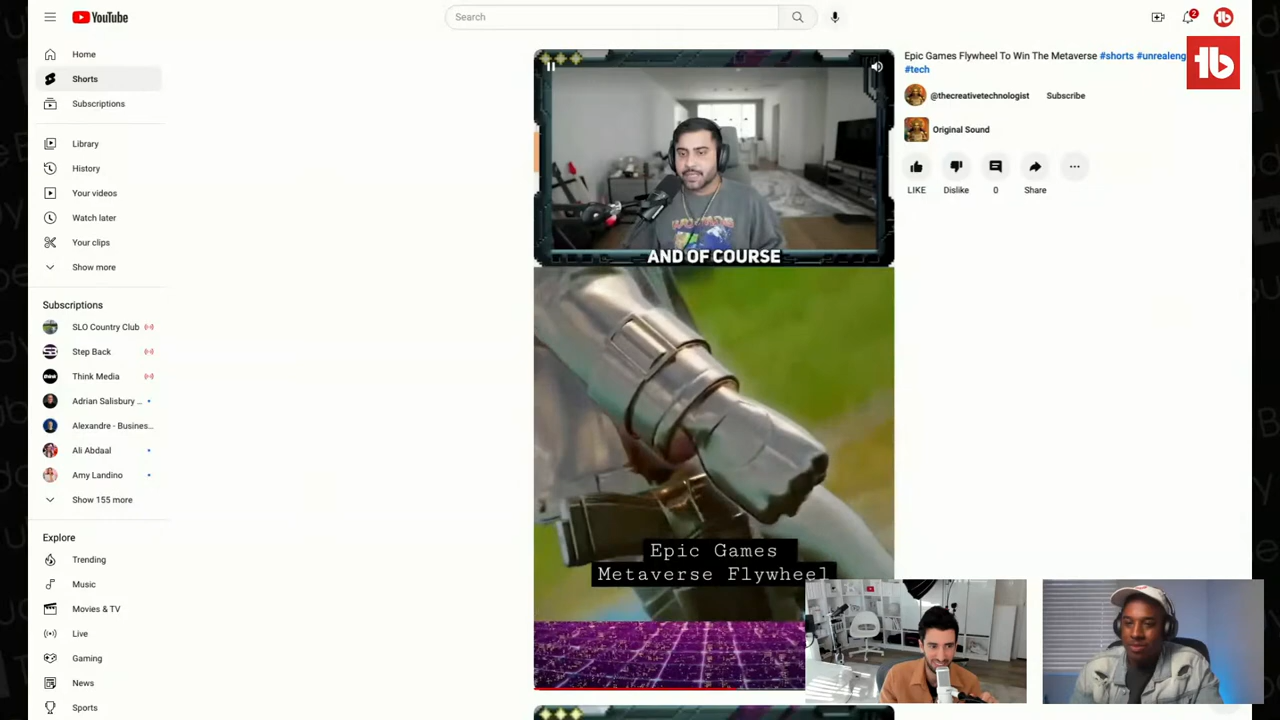 YouTube
Search
2
tb
Home
Shorts
Subscriptions
Library
History
Your videos
Watch later
Your clips
Show more
Subscriptions
SLO Country Club
Step Back
think
Think Media
Adrian Salisbury ...
Alexandre - Busines...
Ali Abdaal
Amy Landino
Show 155 more
Explore
Trending
Music
Movies & TV
Live
Gaming
News
Sports
AND OF COURSE
Epic Games
Metaverse Flywheel
Epic Games Flywheel To Win The Metaverse #shorts #unrealeng
#tech
tb
@thecreativetechnologist Subscribe
Original Sound
LIKE Dislike 0 Share